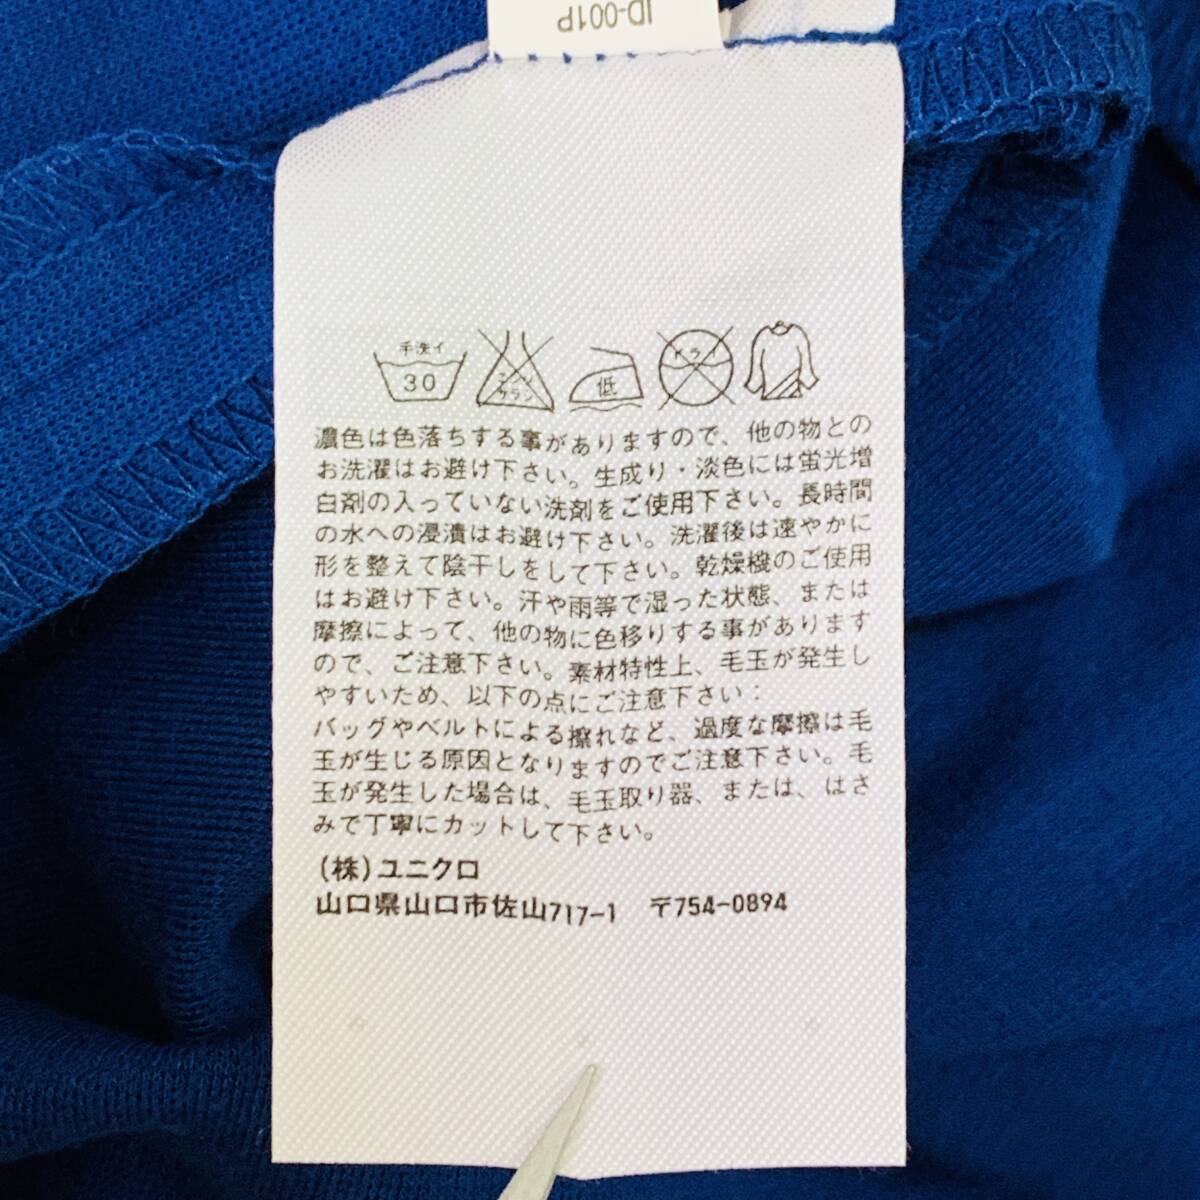 ID-001P
手洗イ
30
エンソ
サラシ
低
ドライ
濃色は色落ちする事がありますので、他の物との
お洗濯はお避け下さい。生成り・淡色には蛍光増
白剤の入っていない洗剤をご使用下さい。長時間
の水への浸漬はお避け下さい。洗濯後は速やかに
形を整えて陰干しをして下さい。乾燥機のご使用
はお避け下さい。汗や雨等で湿った状態、または
摩擦によって、他の物に色移りする事があります
ので、ご注意下さい。素材特性上、毛玉が発生し
やすいため、以下の点にご注意下さい：
バッグやベルトによる擦れなど、過度な摩擦は毛
玉が生じる原因となりますのでご注意下さい。毛
玉が発生した場合は、毛玉取り器、または、はさ
みで丁寧にカットして下さい。
(株)ユニクロ
山口県山口市佐山717-1 〒754-0894